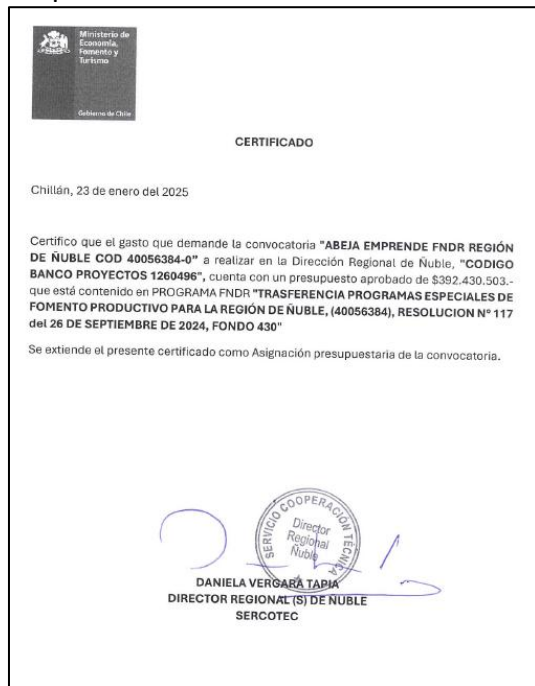 Ministerio de
Economía,
Fomento y
Turismo
Gobierno de Chile
CERTIFICADO
Chillán, 23 de enero del 2025
Certifico que el gasto que demande la convocatoria "ABEJA EMPRENDE FNDR REGIÓN
DE ÑUBLE COD 40056384-0" a realizar en la Dirección Regional de Ñuble, "CODIGO
BANCO PROYECTOS 1260496", cuenta con un presupuesto aprobado de $392.430.503.-
que está contenido en PROGRAMA FNDR "TRASFERENCIA PROGRAMAS ESPECIALES DE
FOMENTO PRODUCTIVO PARA LA REGIÓN DE ÑUBLE, (40056384), RESOLUCION N° 117
del 26 DE SEPTIEMBRE DE 2024, FONDO 430"
Se extiende el presente certificado como Asignación presupuestaria de la convocatoria.
SERVICIO COOPERACIÓN TÉCNICA
Director
Regional
Ñuble
DANIELA VERGARA TAPIA
DIRECTOR REGIONAL (S) DE ÑUBLE
SERCOTEC